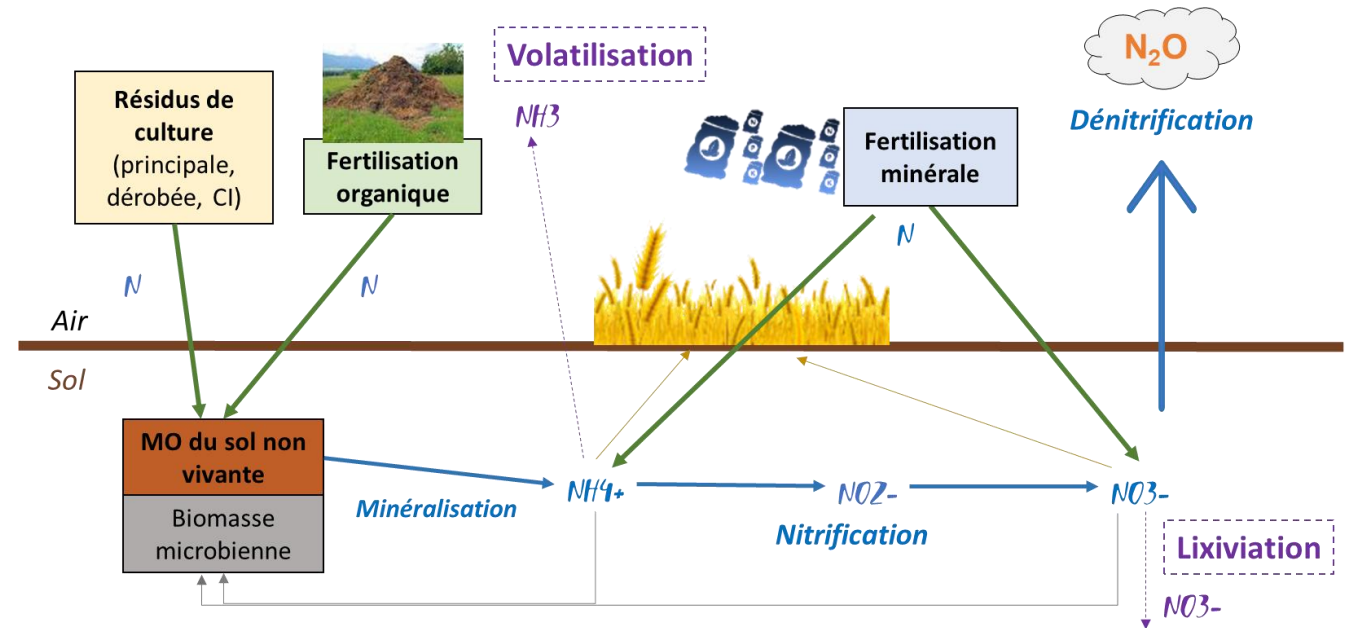 Volatilisation
N₂O
Résidus de
culture
(principale,
dérobée, CI)
NH3
Dénitrification
Fertilisation
organique
Fertilisation
minérale
N
N
N
Air
Sol
MO du sol non
vivante
Minéralisation
NH4+
NO2-
NO3-
Biomasse
microbienne
Nitrification
Lixiviation
NO3-